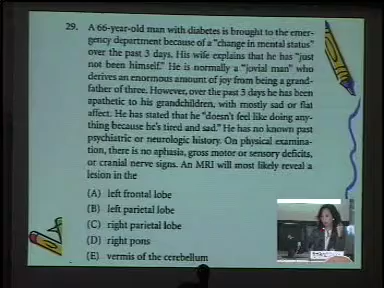 29. A 66-year-old man with diabetes is brought to the emer-
gency department because of a "change in mental status"
over the past 3 days. His wife explains that he has "just
not been himself." He is normally a "jovial man" who
derives an enormous amount of joy from being a grand-
father of three. However, over the past 3 days he has been
apathetic to his grandchildren, with mostly sad or flat
affect. He has stated that he "doesn't feel like doing any-
thing because he's tired and sad." He has no known past
psychiatric or neurologic history. On physical examina-
tion, there is no aphasia, gross motor or sensory deficits,
or cranial nerve signs. An MRI will most likely reveal a
lesion in the
(A) left frontal lobe
(B) left parietal lobe
(C) right parietal lobe
(D) right pons
(E) vermis of the cerebellum